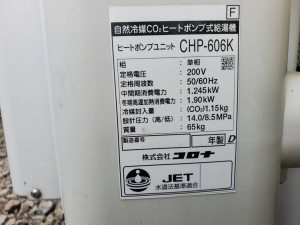 F
自然冷媒CO₂ヒートポンプ式給湯機
ヒートポンプユニット CHP-606K
相 : 単相
定格電圧 : 200V
定格周波数 : 50/60Hz
中間期消費電力 : 1.245kW
冬期高温加熱消費電力 : 1.90kW
冷媒封入量 : (CO₂)1.15kg
設計圧力(高/低) : 14.0/8.5MPa
質量 : 65kg
製造番号
年製 D
株式会社 コロナ
JET
水道法基準適合